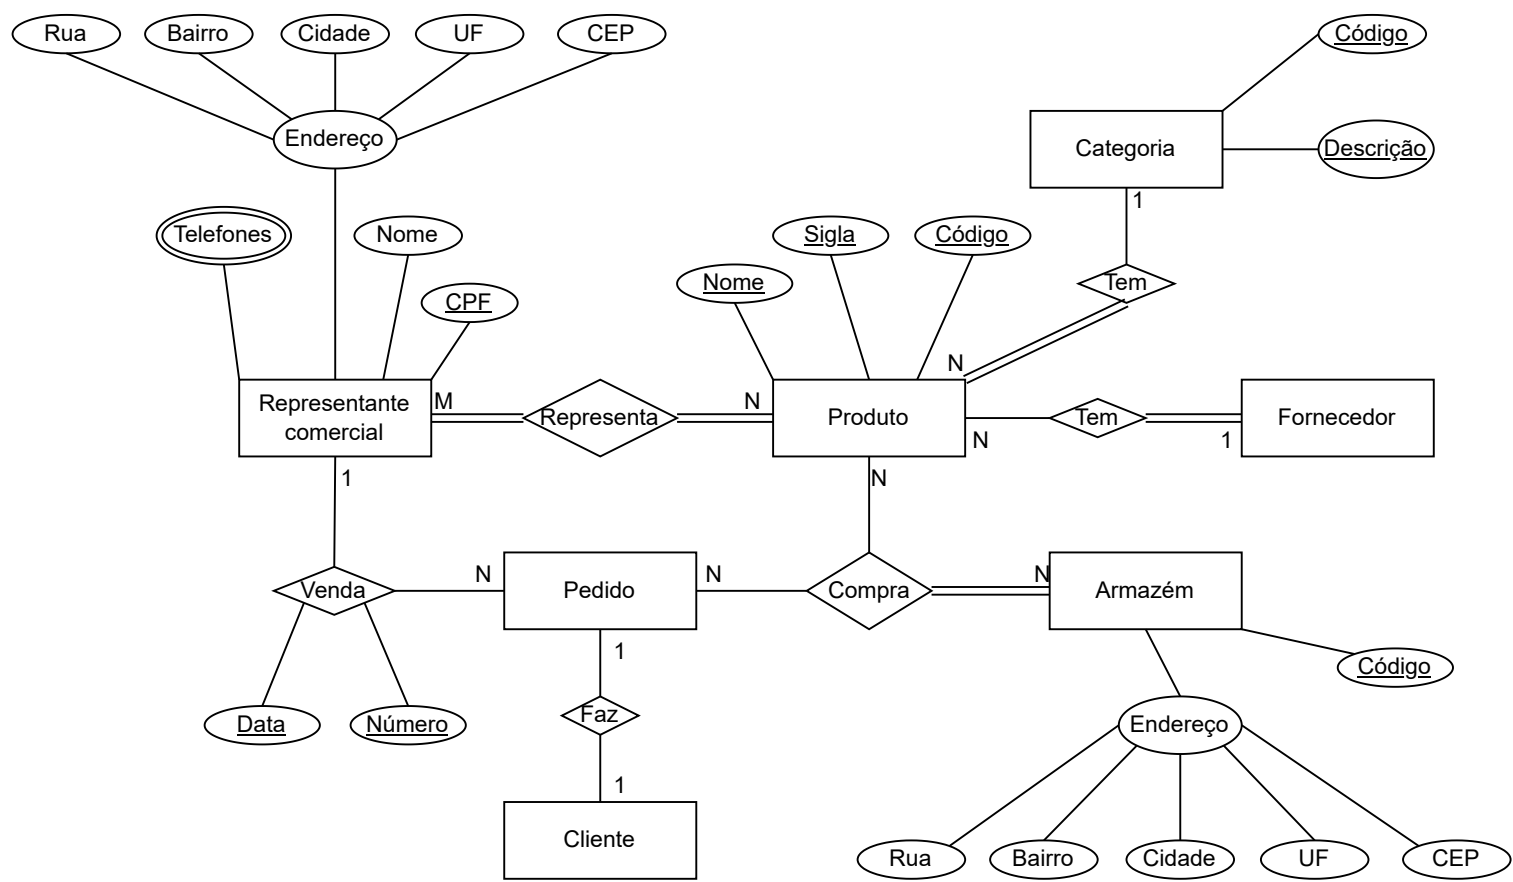 Rua
Bairro
Cidade
UF
CEP
Código
Endereço
Categoria
Descrição
1
Telefones
Nome
Sigla
Código
Nome
Tem
CPF
N
Representante
comercial
M
Representa
N
Produto
N
Tem
1
Fornecedor
1
N
Venda
N
Pedido
N
Compra
N
Armazém
1
Código
Data
Número
Faz
Endereço
1
Cliente
Rua
Bairro
Cidade
UF
CEP